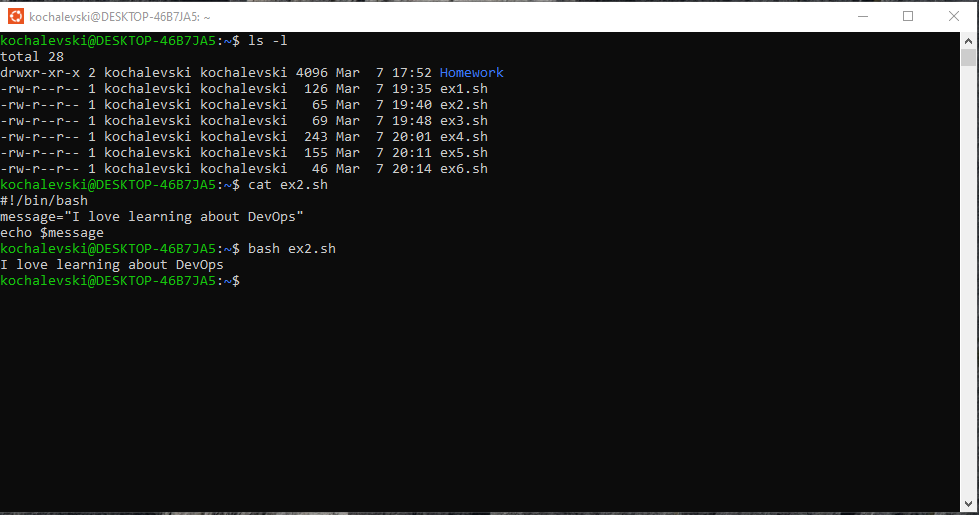 kochalevski@DESKTOP-46B7JA5: ~
kochalevski@DESKTOP-46B7JA5:~$ ls -l
total 28
drwxr-xr-x 2 kochalevski kochalevski 4096 Mar  7 17:52 Homework
-rw-r--r-- 1 kochalevski kochalevski  126 Mar  7 19:35 ex1.sh
-rw-r--r-- 1 kochalevski kochalevski   65 Mar  7 19:40 ex2.sh
-rw-r--r-- 1 kochalevski kochalevski   69 Mar  7 19:48 ex3.sh
-rw-r--r-- 1 kochalevski kochalevski  243 Mar  7 20:01 ex4.sh
-rw-r--r-- 1 kochalevski kochalevski  155 Mar  7 20:11 ex5.sh
-rw-r--r-- 1 kochalevski kochalevski   46 Mar  7 20:14 ex6.sh
kochalevski@DESKTOP-46B7JA5:~$ cat ex2.sh
#!/bin/bash
message="I love learning about DevOps"
echo $message
kochalevski@DESKTOP-46B7JA5:~$ bash ex2.sh
I love learning about DevOps
kochalevski@DESKTOP-46B7JA5:~$